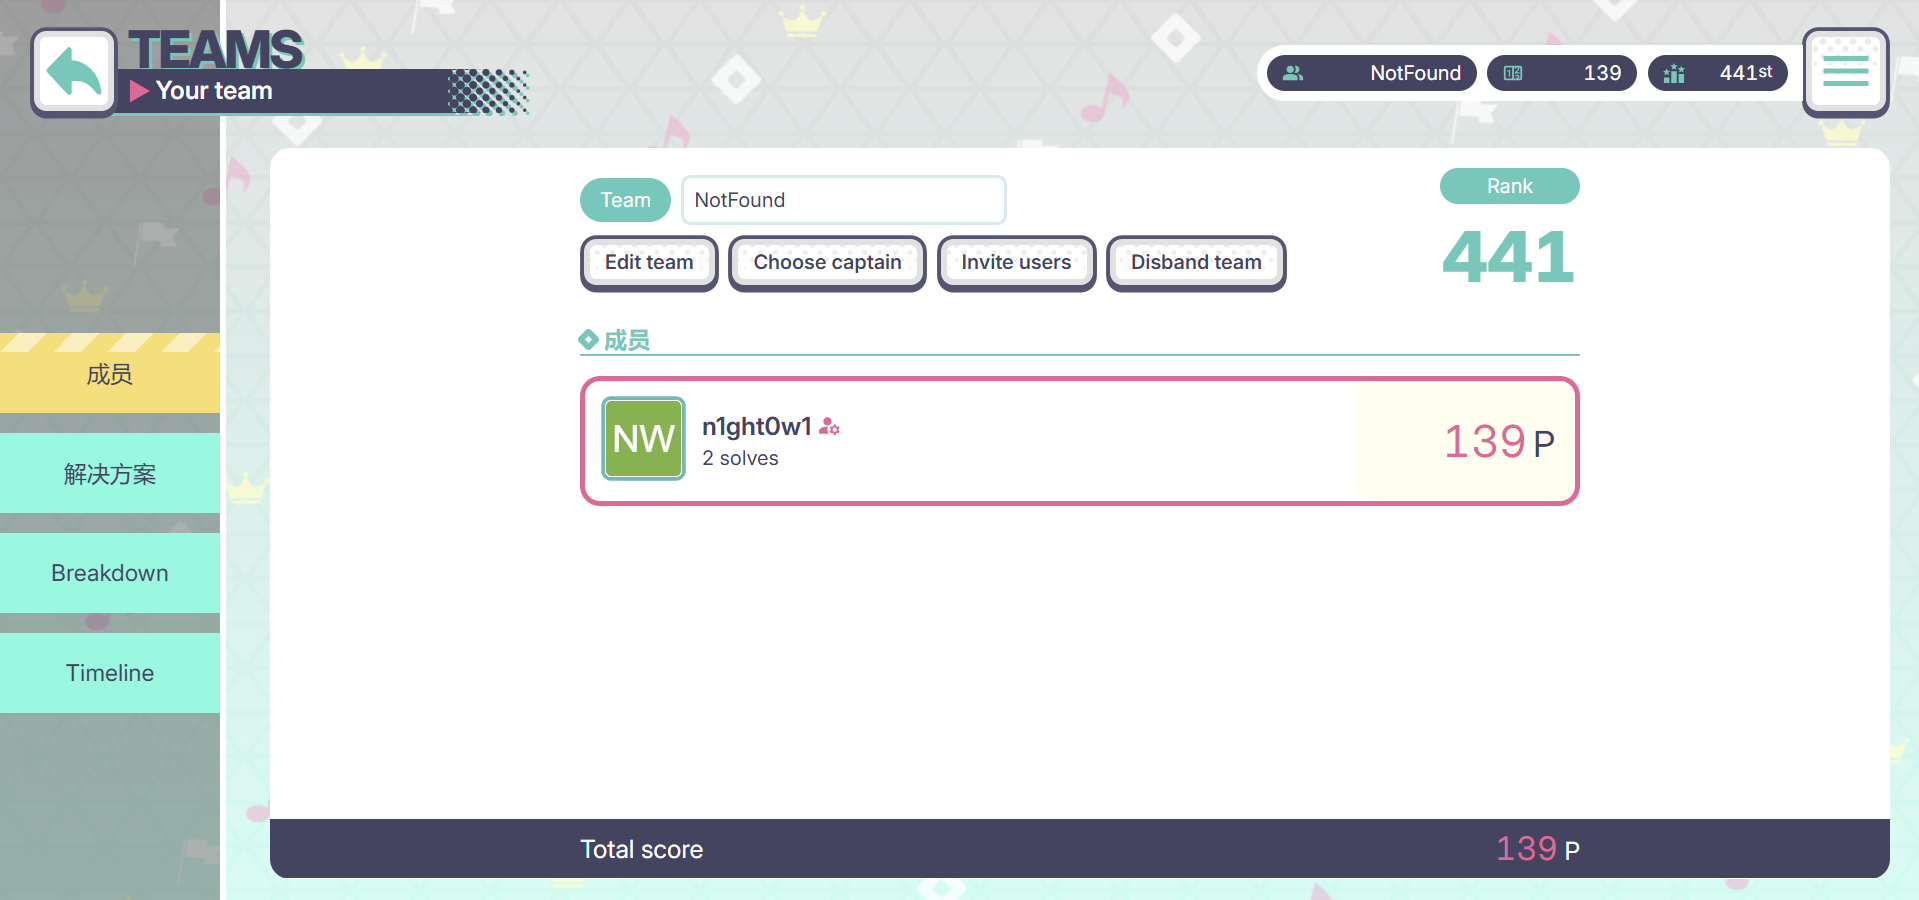 TEAMS
Your team
NotFound
139
441st
Team
NotFound
Rank
441
Edit team
Choose captain
Invite users
Disband team
成员
成员
解决方案
Breakdown
Timeline
NW
n1ght0w1
2 solves
139 P
Total score
139 P